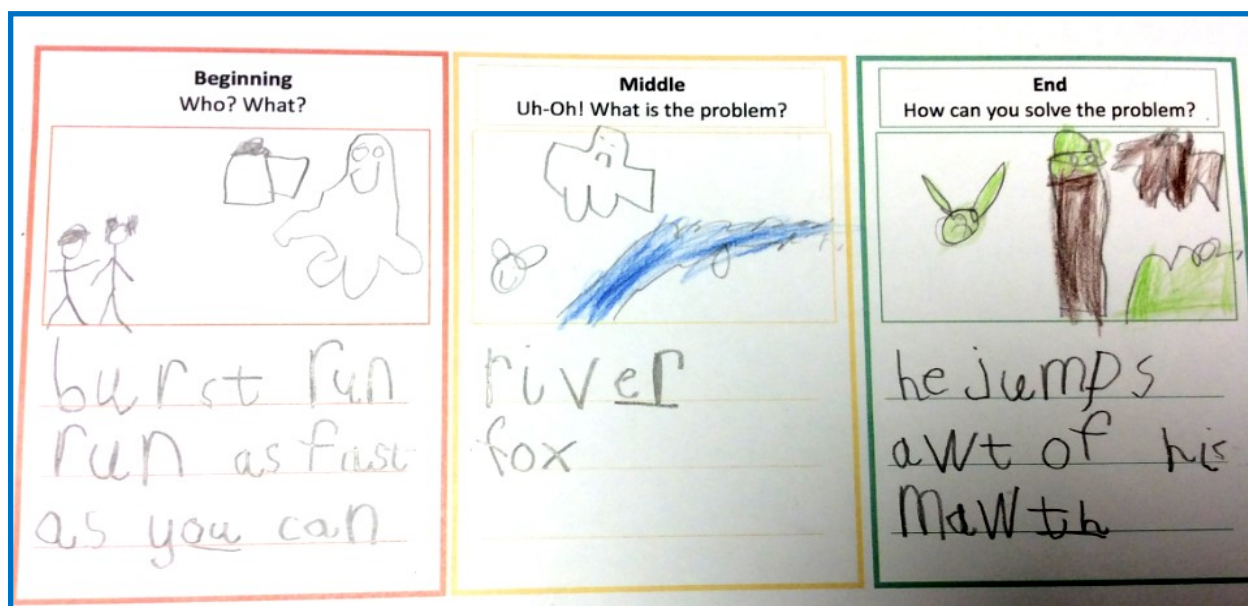 Beginning
Who? What?
burst run
run as fast
as you can
Middle
Uh-Oh! What is the problem?
river
fox
End
How can you solve the problem?
he jumps
awt of his
mawth